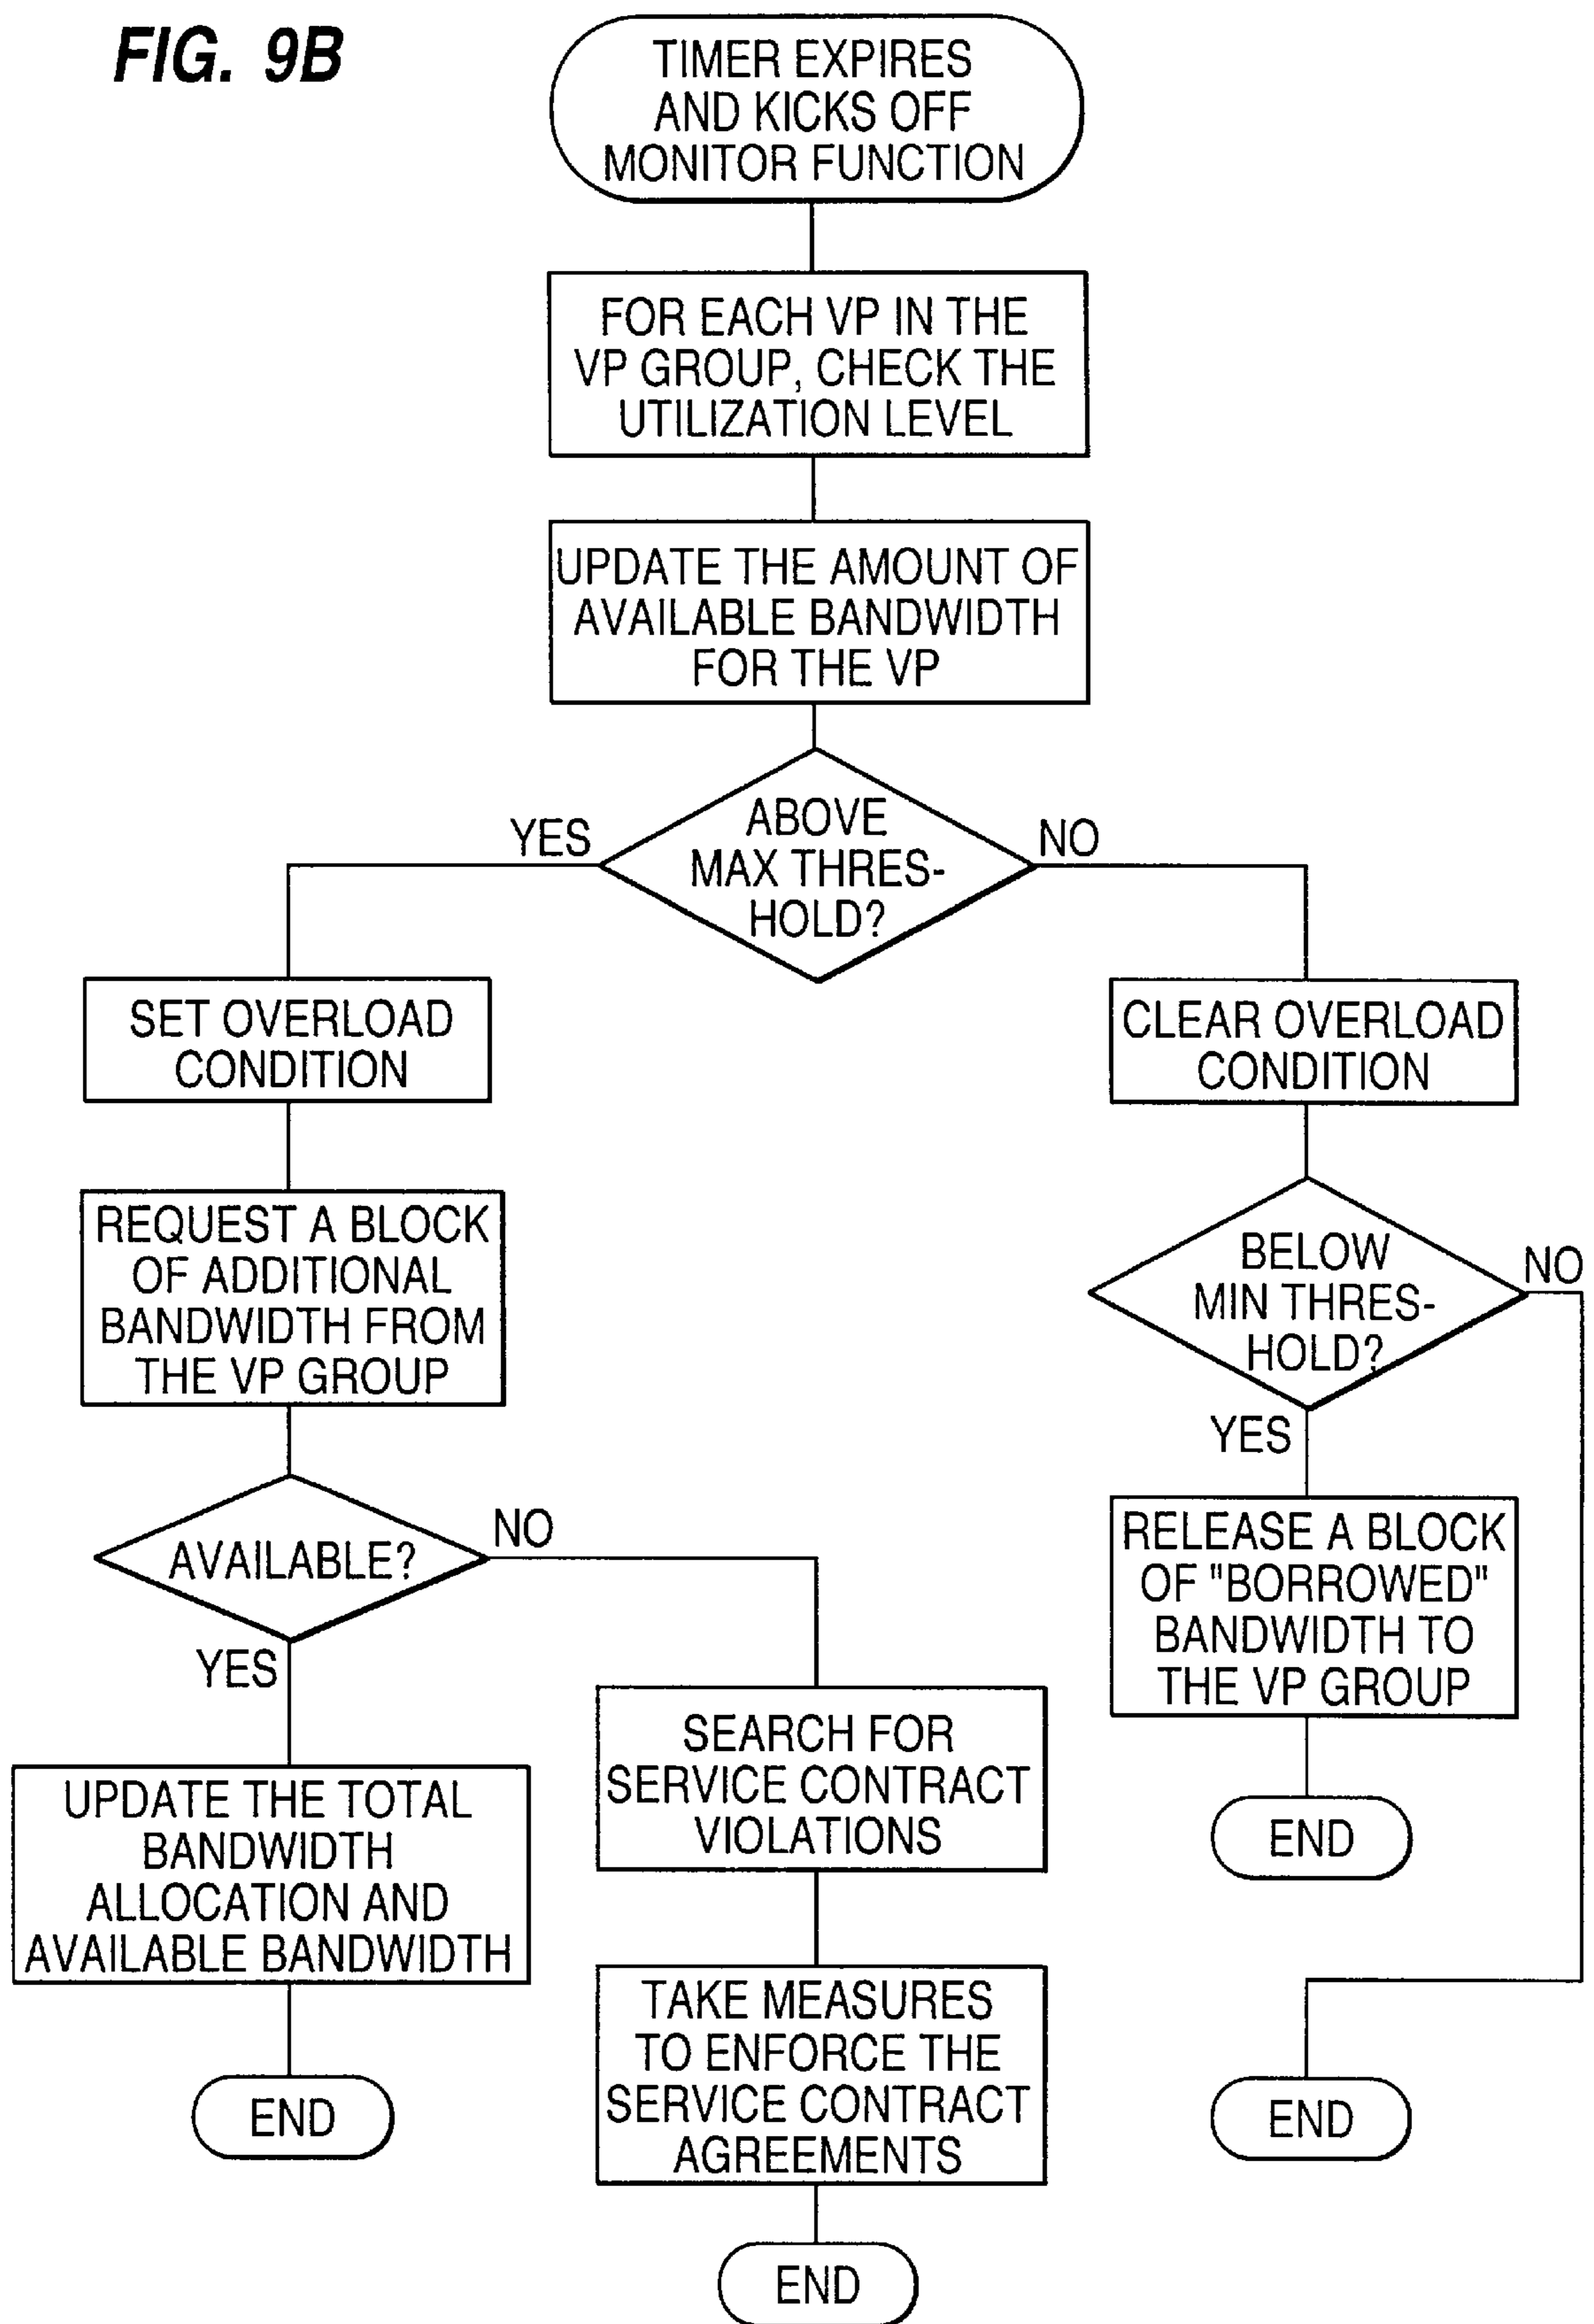 FIG. 9B
TIMER EXPIRES
AND KICKS OFF
MONITOR FUNCTION
FOR EACH VP IN THE
VP GROUP, CHECK THE
UTILIZATION LEVEL
UPDATE THE AMOUNT OF
AVAILABLE BANDWIDTH
FOR THE VP
ABOVE
MAX THRES-
HOLD?
YES
NO
SET OVERLOAD
CONDITION
REQUEST A BLOCK
OF ADDITIONAL
BANDWIDTH FROM
THE VP GROUP
AVAILABLE?
NO
YES
UPDATE THE TOTAL
BANDWIDTH
ALLOCATION AND
AVAILABLE BANDWIDTH
END
SEARCH FOR
SERVICE CONTRACT
VIOLATIONS
TAKE MEASURES
TO ENFORCE THE
SERVICE CONTRACT
AGREEMENTS
END
CLEAR OVERLOAD
CONDITION
BELOW
MIN THRES-
HOLD?
NO
YES
RELEASE A BLOCK
OF "BORROWED"
BANDWIDTH TO
THE VP GROUP
END
END